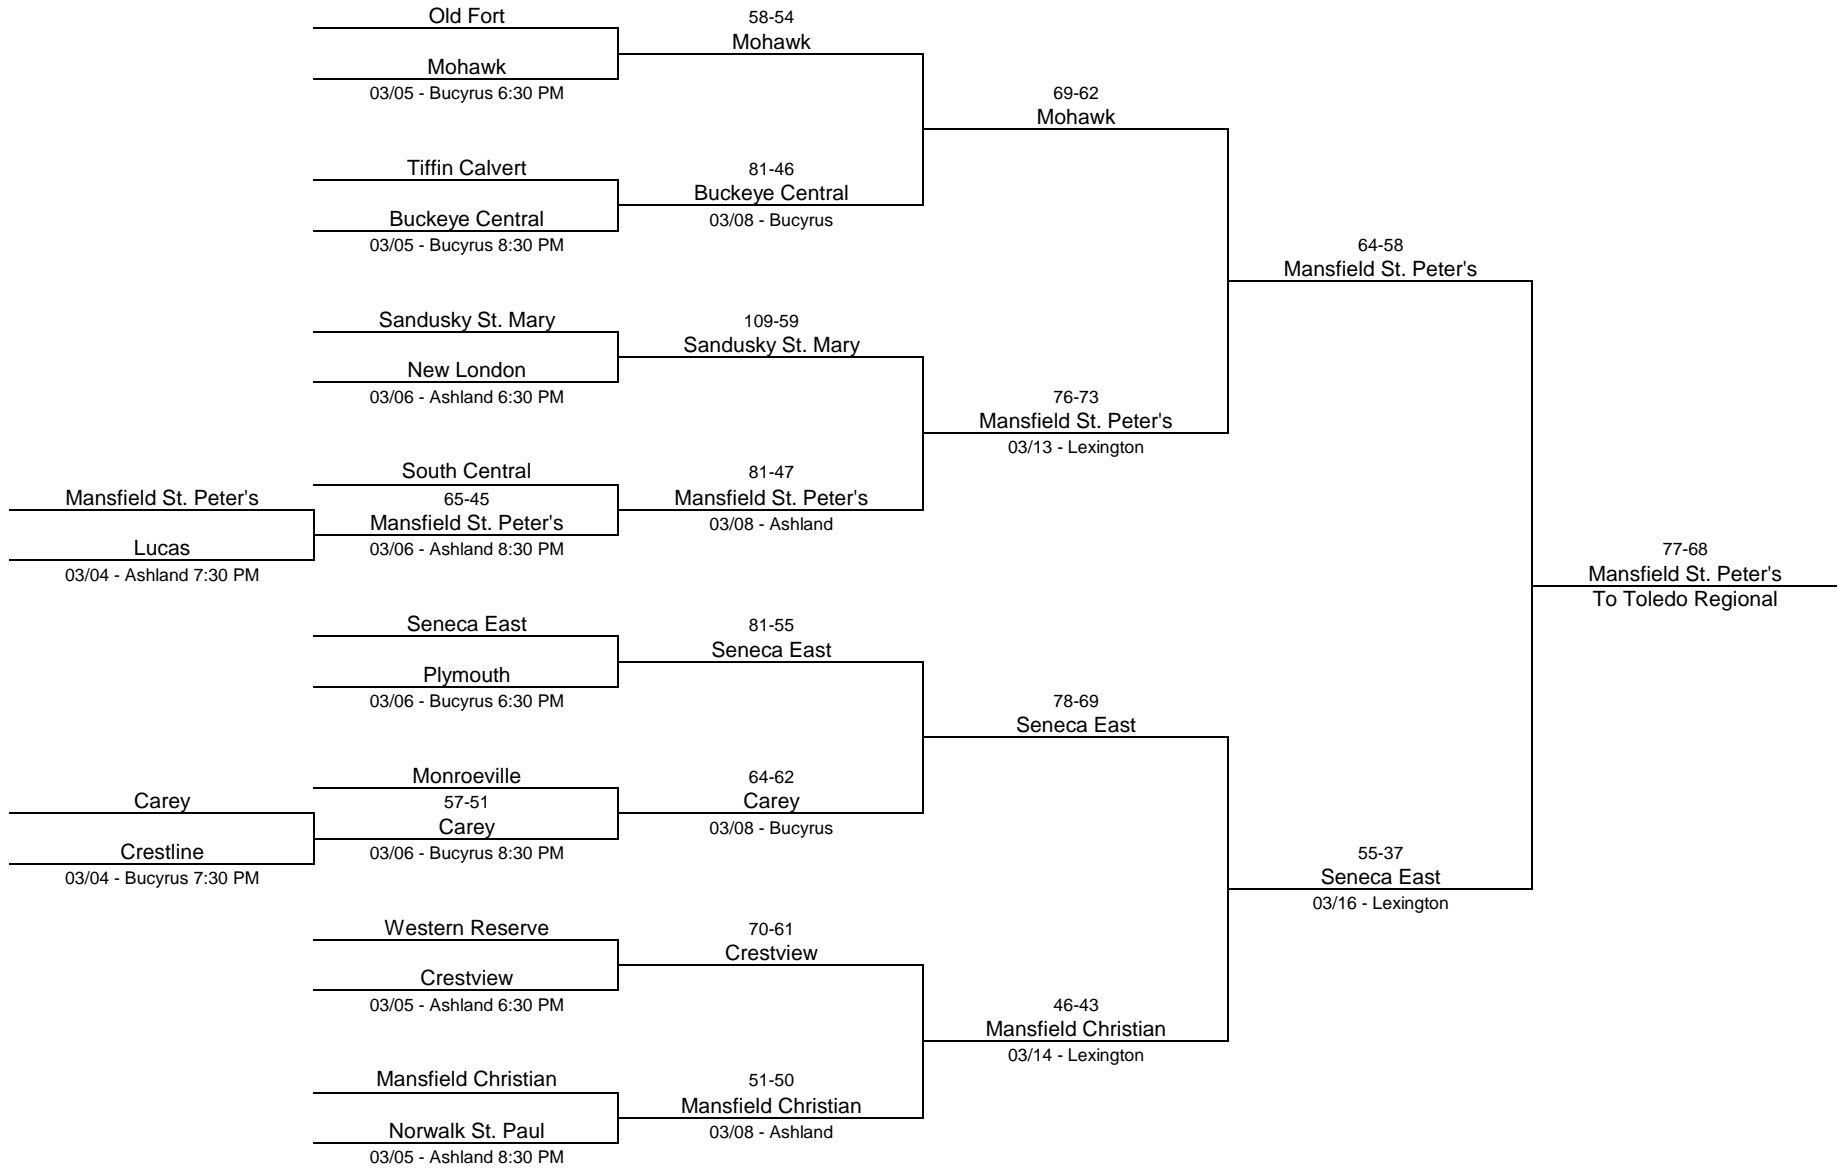 Old Fort
Mohawk
03/05 - Bucyrus 6:30 PM
58-54
Mohawk
Tiffin Calvert
Buckeye Central
03/05 - Bucyrus 8:30 PM
81-46
Buckeye Central
03/08 - Bucyrus
69-62
Mohawk
Sandusky St. Mary
New London
03/06 - Ashland 6:30 PM
109-59
Sandusky St. Mary
Mansfield St. Peter's
Lucas
03/04 - Ashland 7:30 PM
South Central
65-45
Mansfield St. Peter's
03/06 - Ashland 8:30 PM
81-47
Mansfield St. Peter's
03/08 - Ashland
76-73
Mansfield St. Peter's
03/13 - Lexington
64-58
Mansfield St. Peter's
Seneca East
Plymouth
03/06 - Bucyrus 6:30 PM
81-55
Seneca East
Carey
Crestline
03/04 - Bucyrus 7:30 PM
Monroeville
57-51
Carey
03/06 - Bucyrus 8:30 PM
64-62
Carey
03/08 - Bucyrus
78-69
Seneca East
Western Reserve
Crestview
03/05 - Ashland 6:30 PM
70-61
Crestview
Mansfield Christian
Norwalk St. Paul
03/05 - Ashland 8:30 PM
51-50
Mansfield Christian
03/08 - Ashland
46-43
Mansfield Christian
03/14 - Lexington
55-37
Seneca East
03/16 - Lexington
77-68
Mansfield St. Peter's
To Toledo Regional